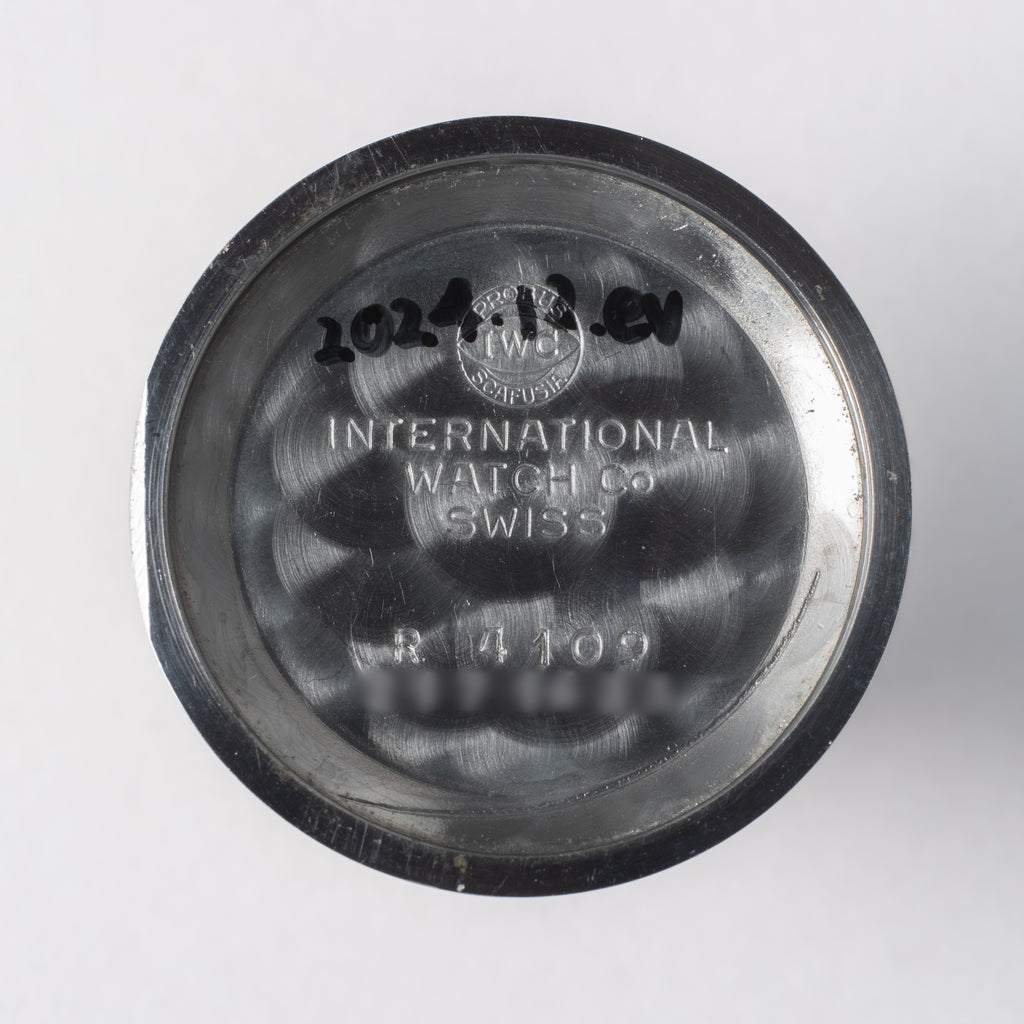 2024.12.ev
PROBUS
IWC
SCAFUSIA
INTERNATIONAL
WATCH Co
SWISS
R 4109